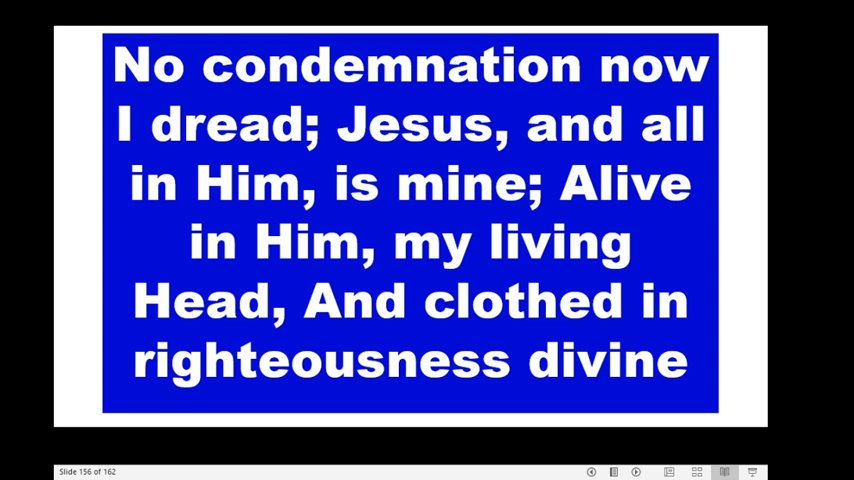 No condemnation now
I dread; Jesus, and all
in Him, is mine; Alive
in Him, my living
Head, And clothed in
righteousness divine
Slide 156 of 162